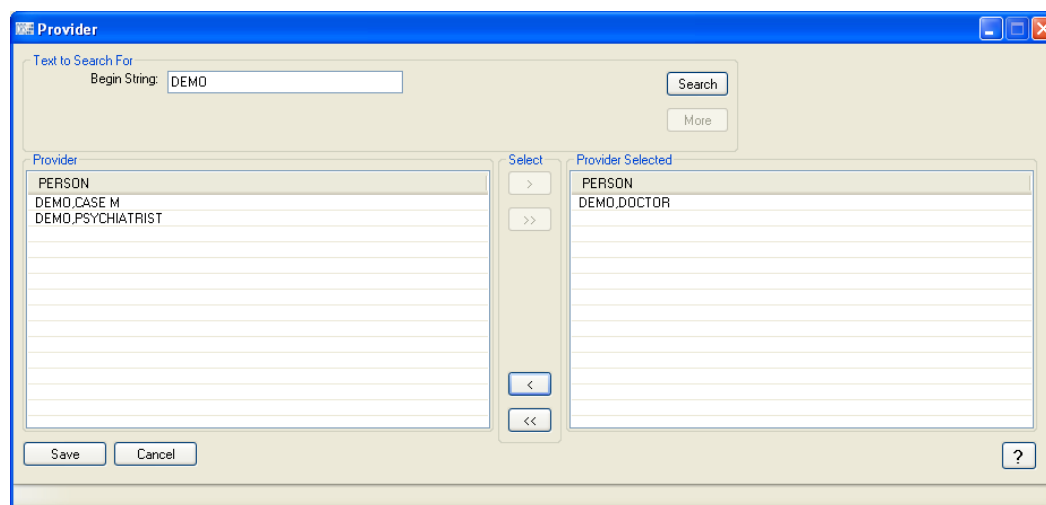 Provider
Text to Search For
Begin String: DEMO
Search
More
Provider
Select
Provider Selected
PERSON
>
PERSON
DEMO,CASE M
DEMO,DOCTOR
DEMO,PSYCHIATRIST
>>
<
<<
Save Cancel
?